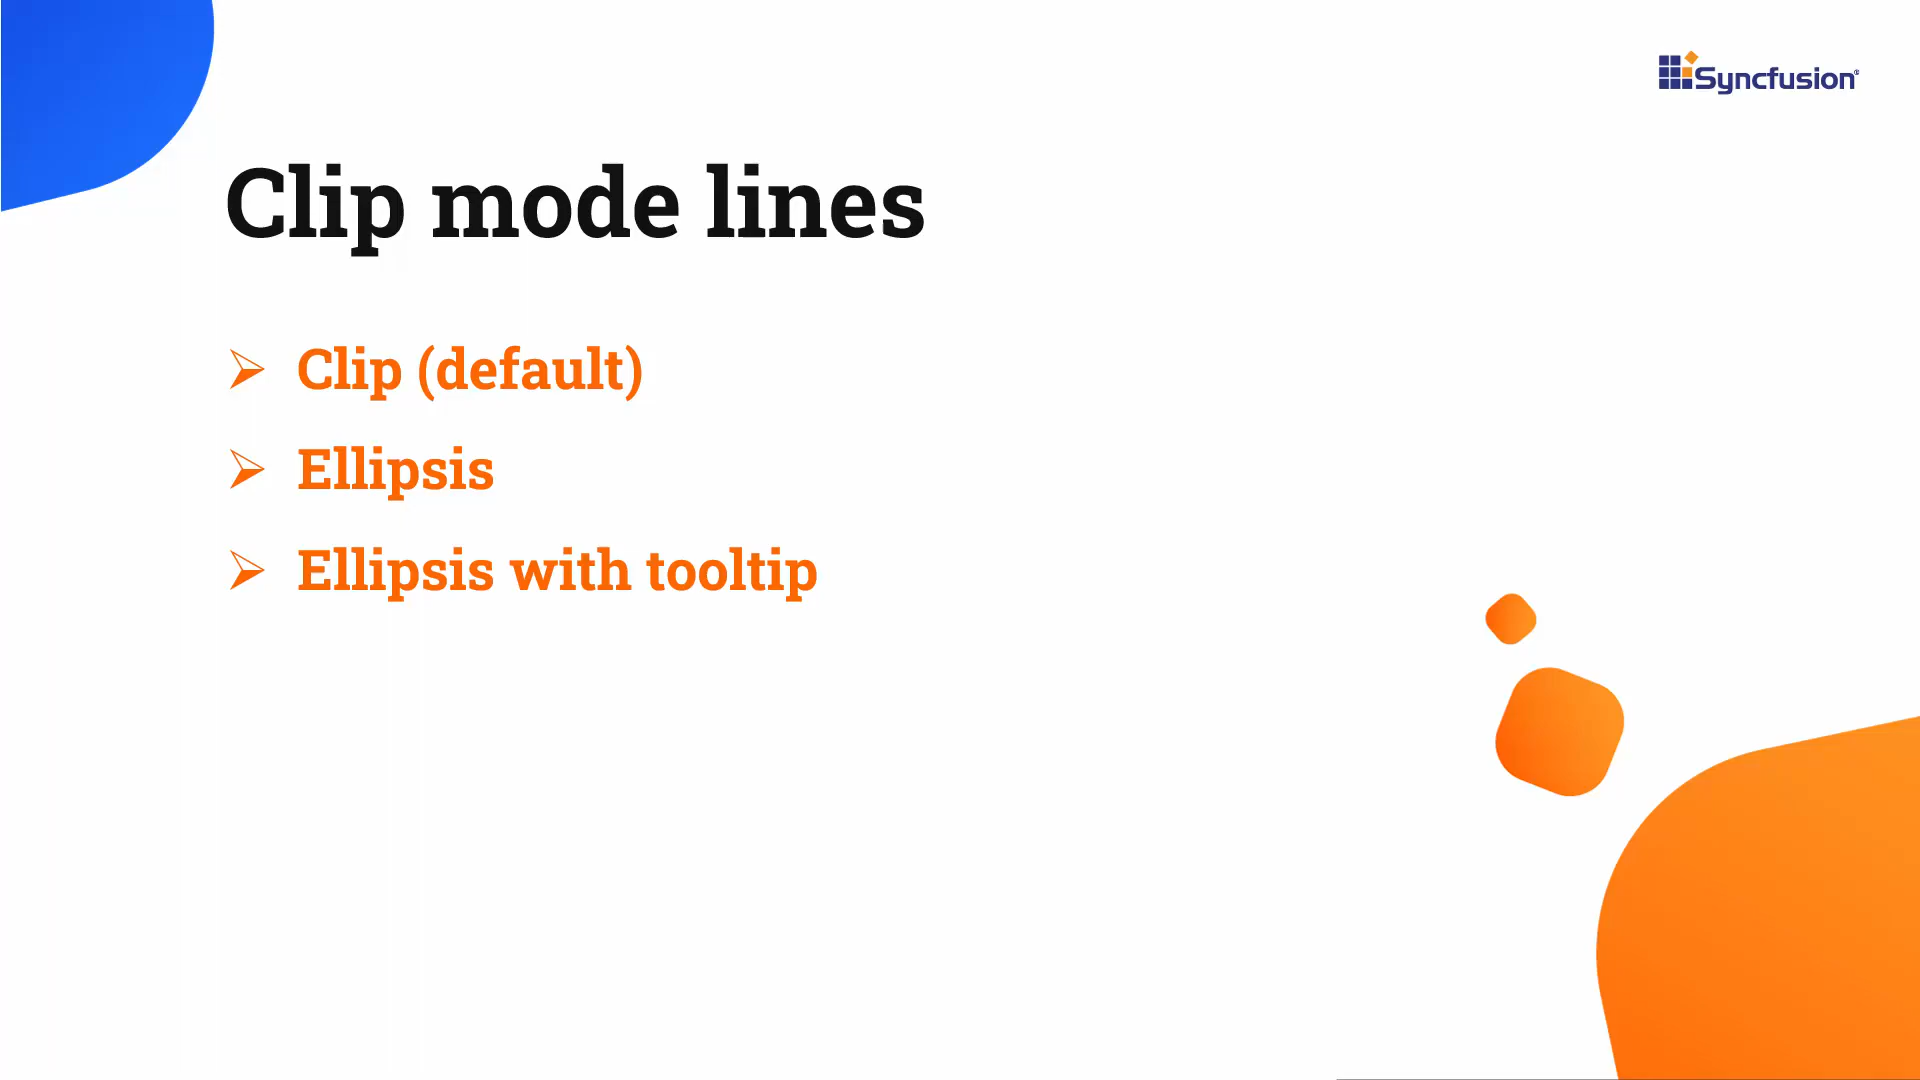 Syncfusion®
Clip mode lines
➢ Clip (default)
➢ Ellipsis
➢ Ellipsis with tooltip